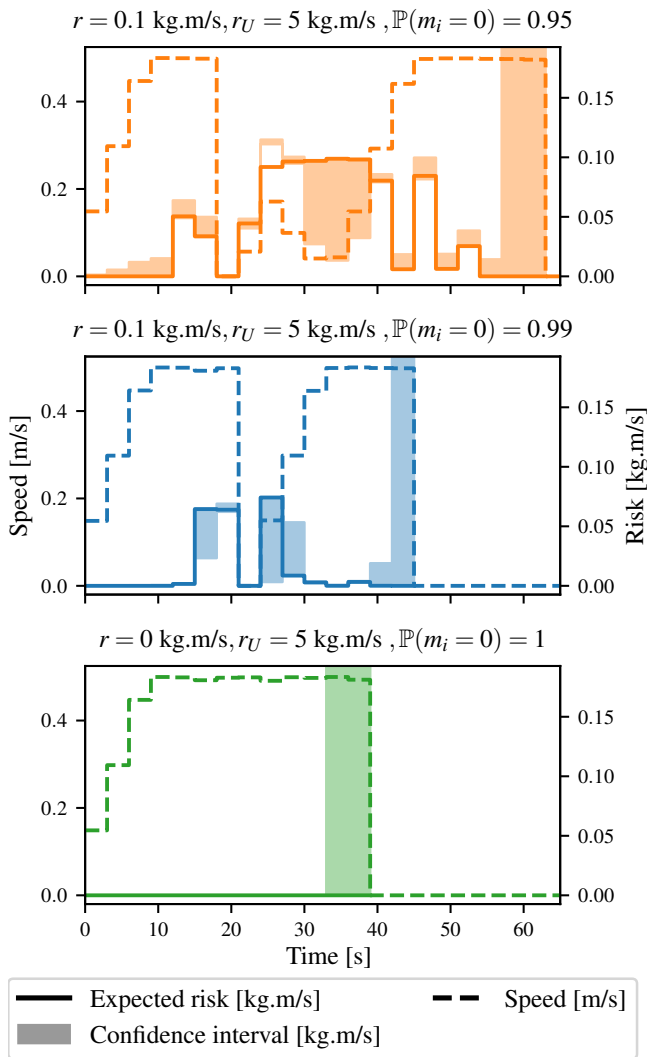 r = 0.1 kg.m/s, r_U = 5 kg.m/s , ℙ(m_i = 0) = 0.95
0.4
0.2
0.0
0.15
0.10
0.05
0.00
r = 0.1 kg.m/s, r_U = 5 kg.m/s , ℙ(m_i = 0) = 0.99
Speed [m/s]
0.4
0.2
0.0
0.15
0.10
0.05
0.00
Risk [kg.m/s]
r = 0 kg.m/s, r_U = 5 kg.m/s , ℙ(m_i = 0) = 1
0.4
0.2
0.0
0.15
0.10
0.05
0.00
0 10 20 30 40 50 60
Time [s]
Expected risk [kg.m/s] Speed [m/s]
Confidence interval [kg.m/s]